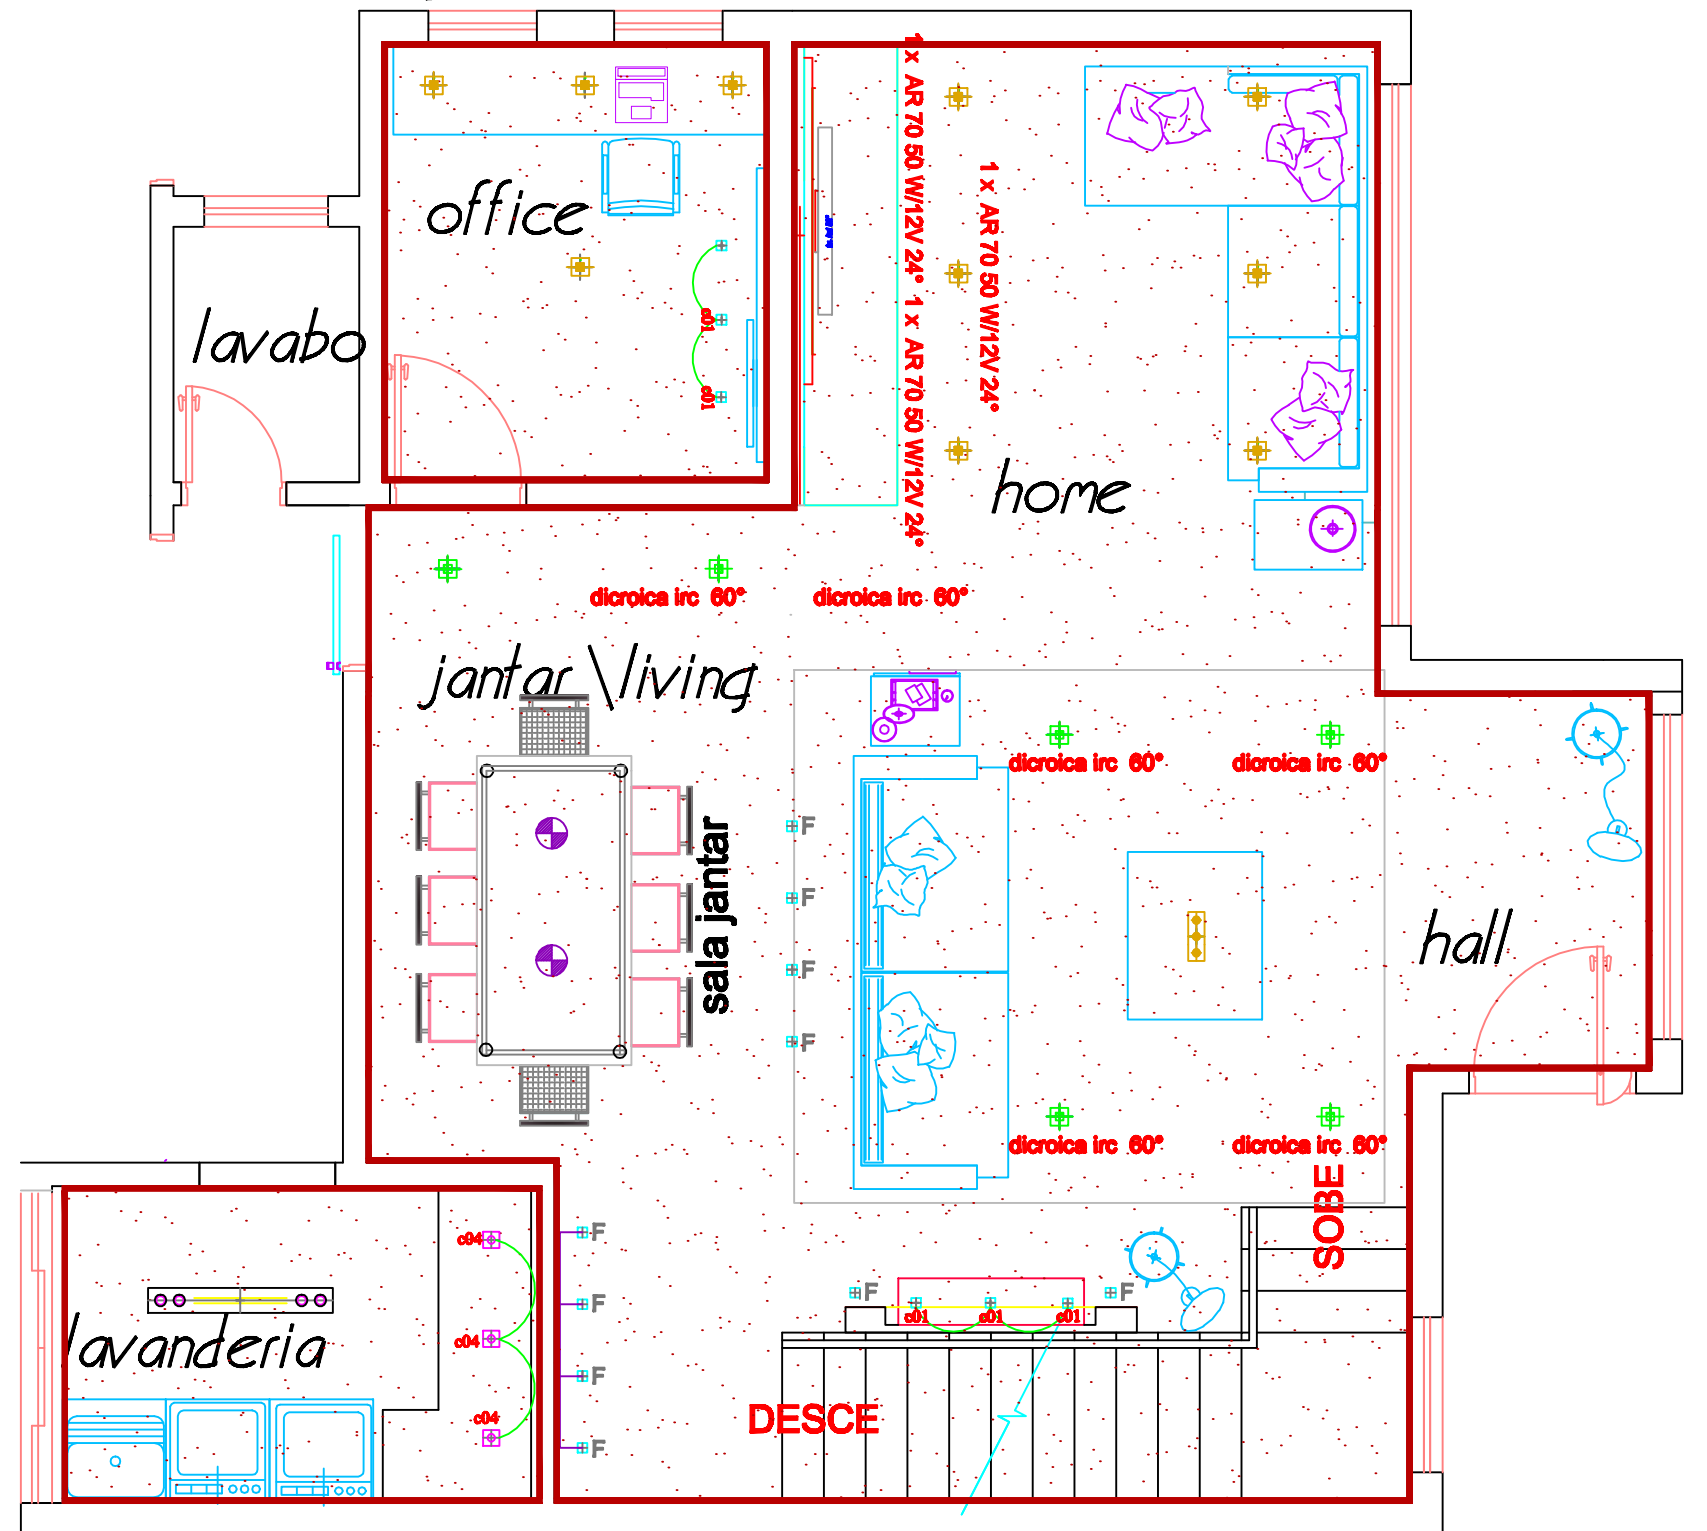 office
lavabo
c01
c01
1 x AR 70 50 W/12V 24°
1 x AR 70 50 W/12V 24°
1 x AR 70 50 W/12V 24°
home
dicroica irc 60°
dicroica irc 60°
jantar \living
dicroica irc 60°
dicroica irc 60°
sala jantar
F
F
F
F
hall
dicroica irc 60°
dicroica irc 60°
SOBE
c04
c04
c04
lavanderia
F
F
F
F
F
F
c01
c01
c01
DESCE